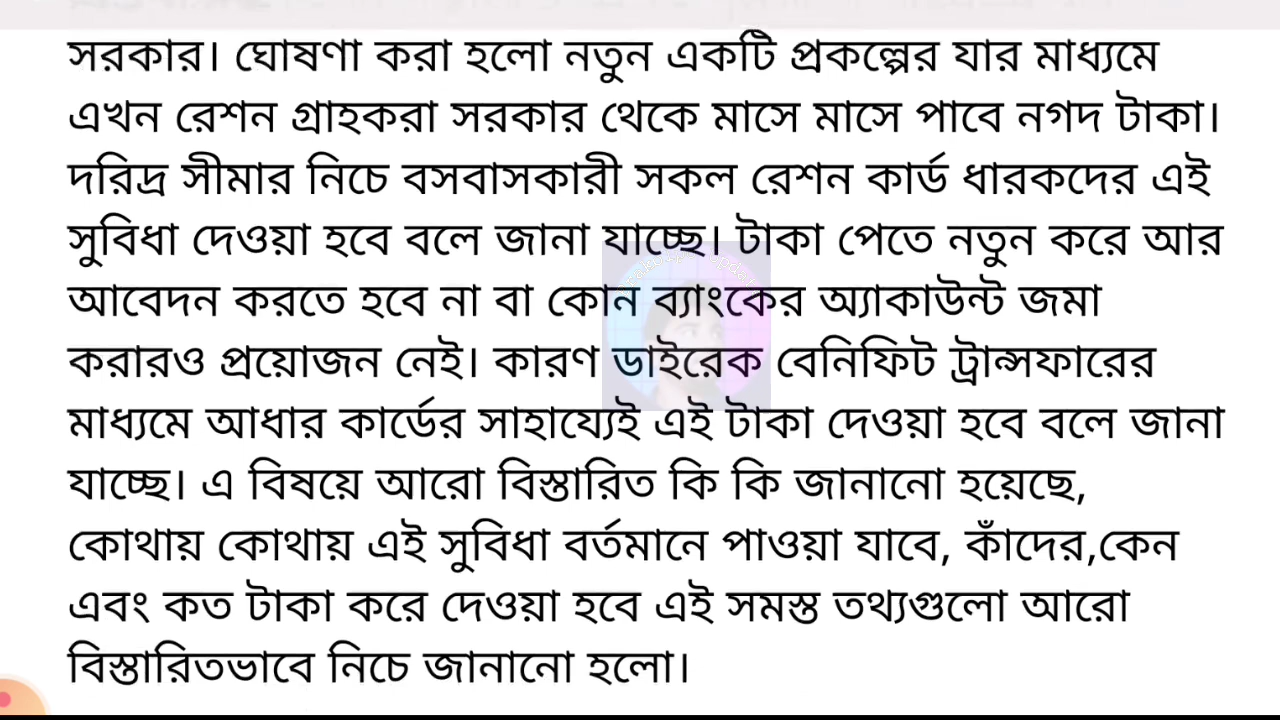 সরকার। ঘোষণা করা হলো নতুন একটি প্রকল্পের যার মাধ্যমে
এখন রেশন গ্রাহকরা সরকার থেকে মাসে মাসে পাবে নগদ টাকা।
দরিদ্র সীমার নিচে বসবাসকারী সকল রেশন কার্ড ধারকদের এই
সুবিধা দেওয়া হবে বলে জানা যাচ্ছে। টাকা পেতে নতুন করে আর
আবেদন করতে হবে না বা কোন ব্যাংকের অ্যাকাউন্ট জমা
করারও প্রয়োজন নেই। কারণ ডাইরেক বেনিফিট ট্রান্সফারের
মাধ্যমে আধার কার্ডের সাহায্যেই এই টাকা দেওয়া হবে বলে জানা
যাচ্ছে। এ বিষয়ে আরো বিস্তারিত কি কি জানানো হয়েছে,
কোথায় কোথায় এই সুবিধা বর্তমানে পাওয়া যাবে, কাঁদের,কেন
এবং কত টাকা করে দেওয়া হবে এই সমস্ত তথ্যগুলো আরো
বিস্তারিতভাবে নিচে জানানো হলো।